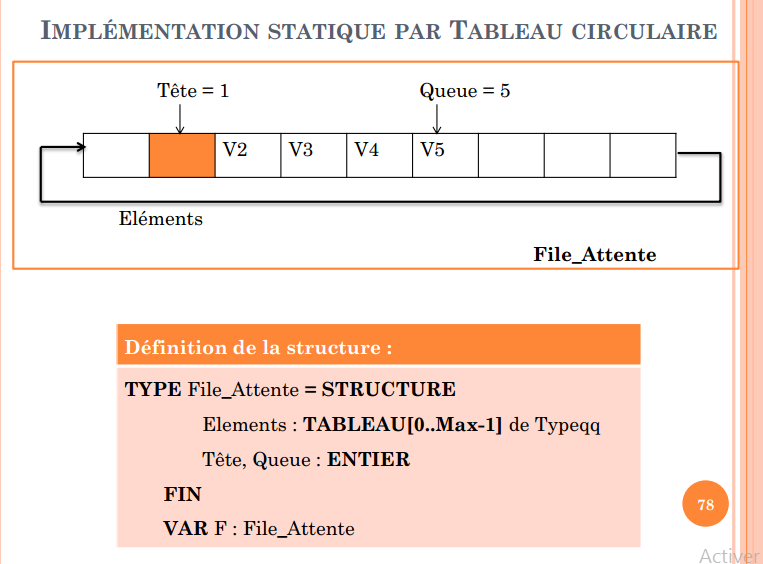 IMPLÉMENTATION STATIQUE PAR TABLEAU CIRCULAIRE
Tête = 1
Queue = 5
V2 V3 V4 V5
Eléments
File_Attente
Définition de la structure :
TYPE File_Attente = STRUCTURE
Elements : TABLEAU[0..Max-1] de Typeqq
Tête, Queue : ENTIER
FIN
VAR F : File_Attente
78
Activer